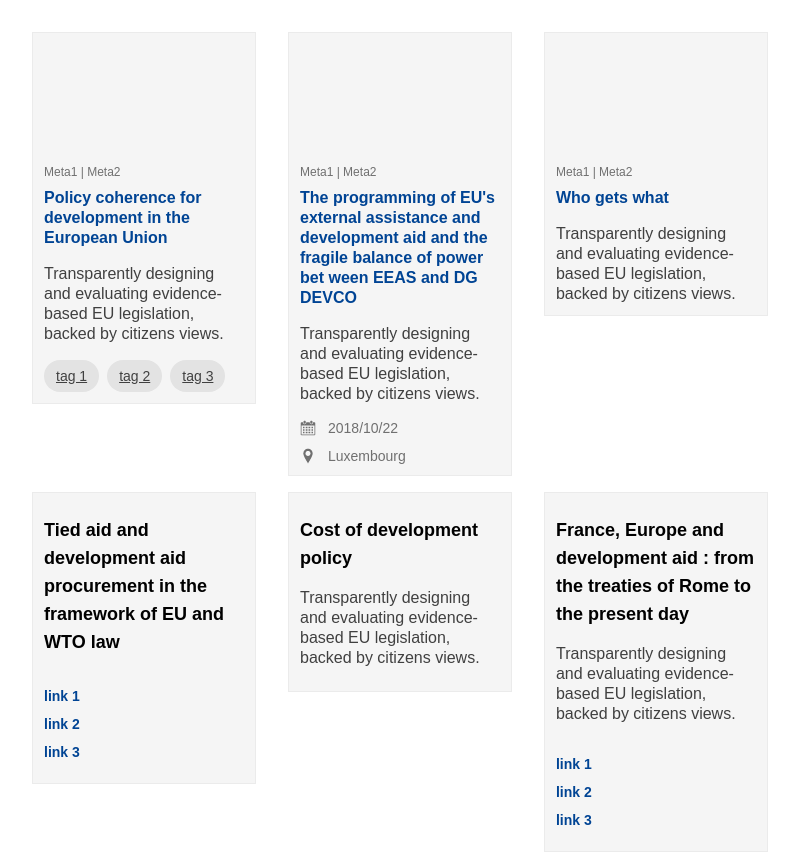 Meta1 | Meta2
Policy coherence for
development in the
European Union
Transparently designing
and evaluating evidence-
based EU legislation,
backed by citizens views.
tag 1
tag 2
tag 3
Meta1 | Meta2
The programming of EU's
external assistance and
development aid and the
fragile balance of power
bet ween EEAS and DG
DEVCO
Transparently designing
and evaluating evidence-
based EU legislation,
backed by citizens views.
2018/10/22
Luxembourg
Meta1 | Meta2
Who gets what
Transparently designing
and evaluating evidence-
based EU legislation,
backed by citizens views.
Tied aid and
development aid
procurement in the
framework of EU and
WTO law
link 1
link 2
link 3
Cost of development
policy
Transparently designing
and evaluating evidence-
based EU legislation,
backed by citizens views.
France, Europe and
development aid : from
the treaties of Rome to
the present day
Transparently designing
and evaluating evidence-
based EU legislation,
backed by citizens views.
link 1
link 2
link 3